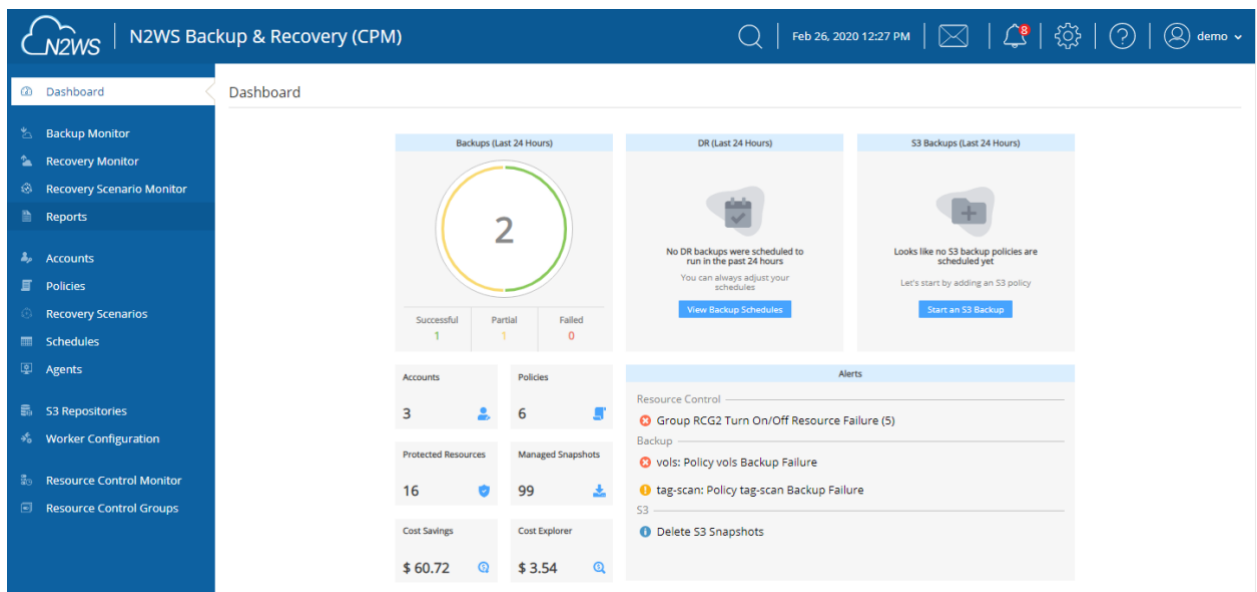 N2WS
N2WS Backup & Recovery (CPM)
Feb 26, 2020 12:27 PM
8
demo
Dashboard
Backup Monitor
Recovery Monitor
Recovery Scenario Monitor
Reports
Accounts
Policies
Recovery Scenarios
Schedules
Agents
S3 Repositories
Worker Configuration
Resource Control Monitor
Resource Control Groups
Dashboard
Backups (Last 24 Hours)
2
Successful
Partial
Failed
1
1
0
DR (Last 24 Hours)
No DR backups were scheduled to
run in the past 24 hours
You can always adjust your
schedules
View Backup Schedules
S3 Backups (Last 24 Hours)
Looks like no S3 backup policies are
scheduled yet
Let's start by adding an S3 policy
Start an S3 Backup
Accounts
3
Policies
6
Protected Resources
16
Managed Snapshots
99
Cost Savings
$ 60.72
Cost Explorer
$ 3.54
Alerts
Resource Control
Group RCG2 Turn On/Off Resource Failure (5)
Backup
vols: Policy vols Backup Failure
tag-scan: Policy tag-scan Backup Failure
S3
Delete S3 Snapshots